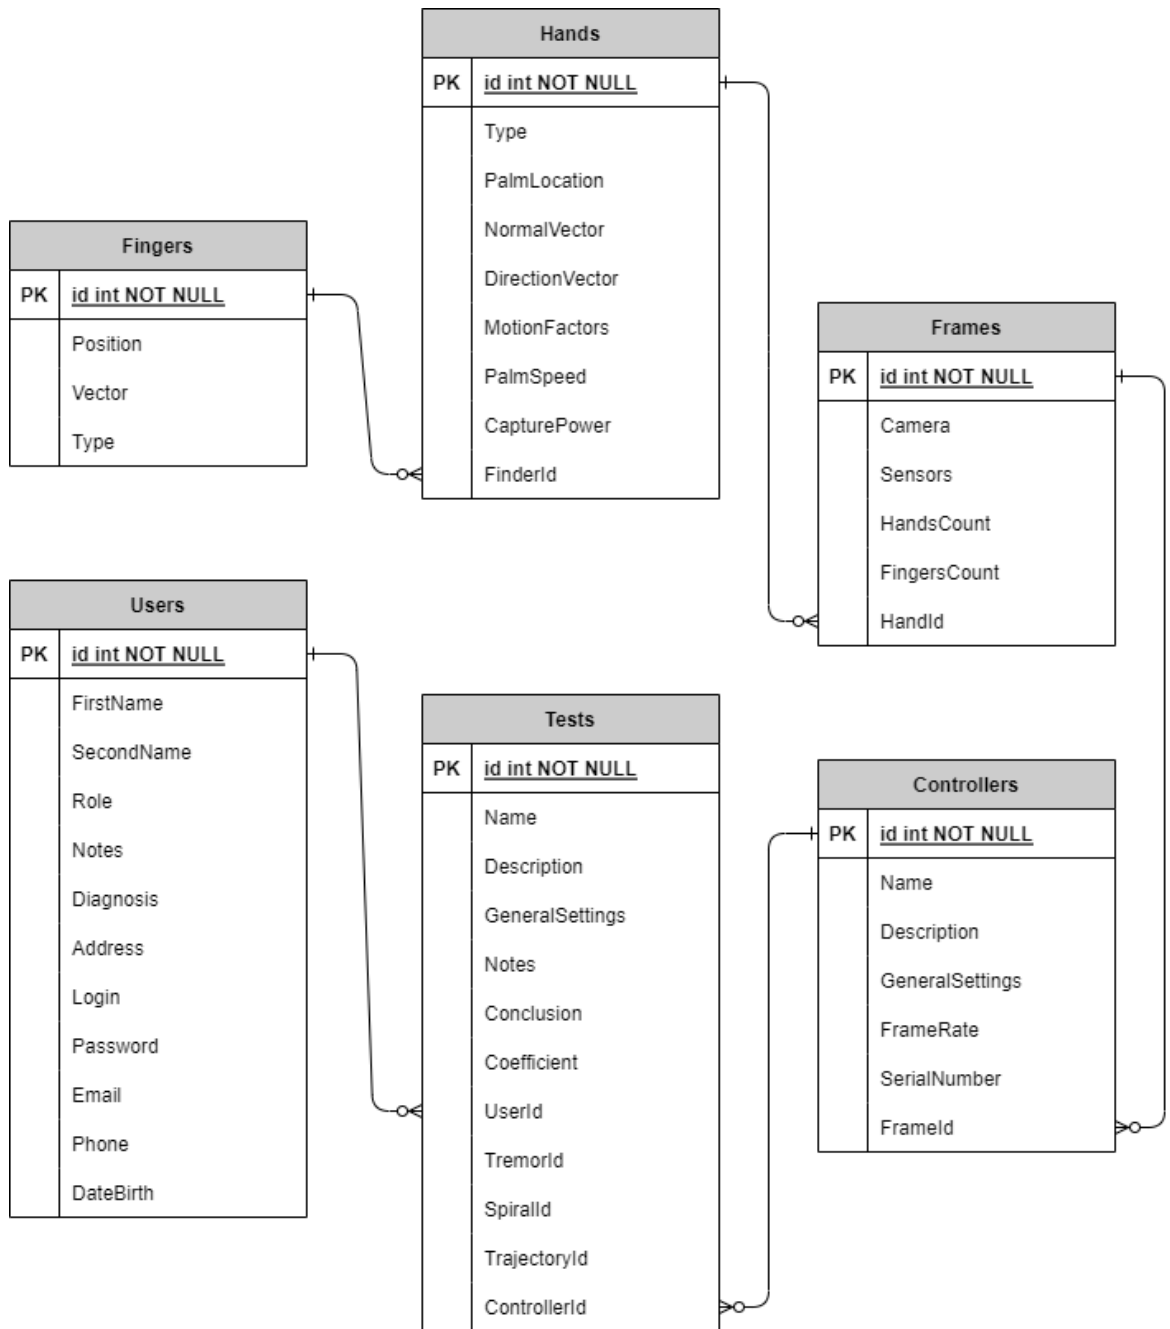 Hands
PK id int NOT NULL
Type
PalmLocation
NormalVector
DirectionVector
MotionFactors
PalmSpeed
CapturePower
FinderId
Fingers
PK id int NOT NULL
Position
Vector
Type
Frames
PK id int NOT NULL
Camera
Sensors
HandsCount
FingersCount
HandId
Users
PK id int NOT NULL
FirstName
SecondName
Role
Notes
Diagnosis
Address
Login
Password
Email
Phone
DateBirth
Tests
PK id int NOT NULL
Name
Description
GeneralSettings
Notes
Conclusion
Coefficient
UserId
TremorId
SpiralId
TrajectoryId
ControllerId
Controllers
PK id int NOT NULL
Name
Description
GeneralSettings
FrameRate
SerialNumber
FrameId